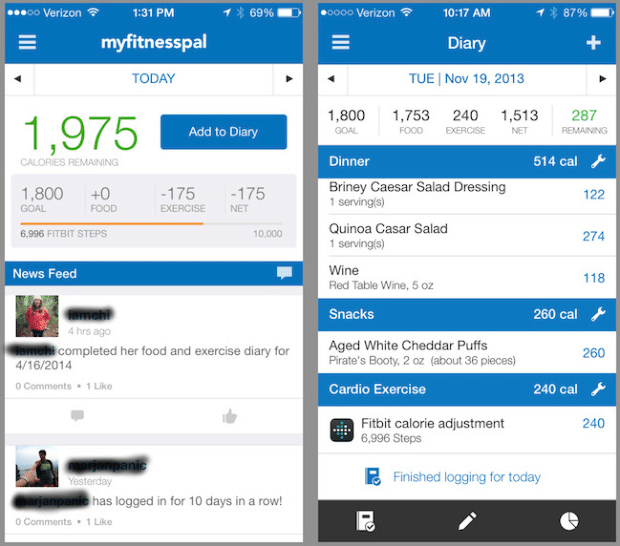 Verizon 1:31 PM 69%
myfitnesspal
TODAY
1,975
CALORIES REMAINING
Add to Diary
1,800 +0 -175 -175
GOAL FOOD EXERCISE NET
6,996 FITBIT STEPS 10,000
News Feed
4 hrs ago
completed her food and exercise diary for
4/16/2014
0 Comments • 1 Like
marjanpanic
Yesterday
marjanpanic has logged in for 10 days in a row!
0 Comments • 1 Like
Verizon 10:17 AM 87%
Diary
TUE | Nov 19, 2013
1,800 1,753 240 1,513 287
GOAL FOOD EXERCISE NET REMAINING
Dinner 514 cal
Briney Caesar Salad Dressing 122
1 serving(s)
Quinoa Casar Salad 274
1 serving(s)
Wine 118
Red Table Wine, 5 oz
Snacks 260 cal
Aged White Cheddar Puffs 260
Pirate's Booty, 2 oz (about 36 pieces)
Cardio Exercise 240 cal
Fitbit calorie adjustment 240
6,996 Steps
Finished logging for today